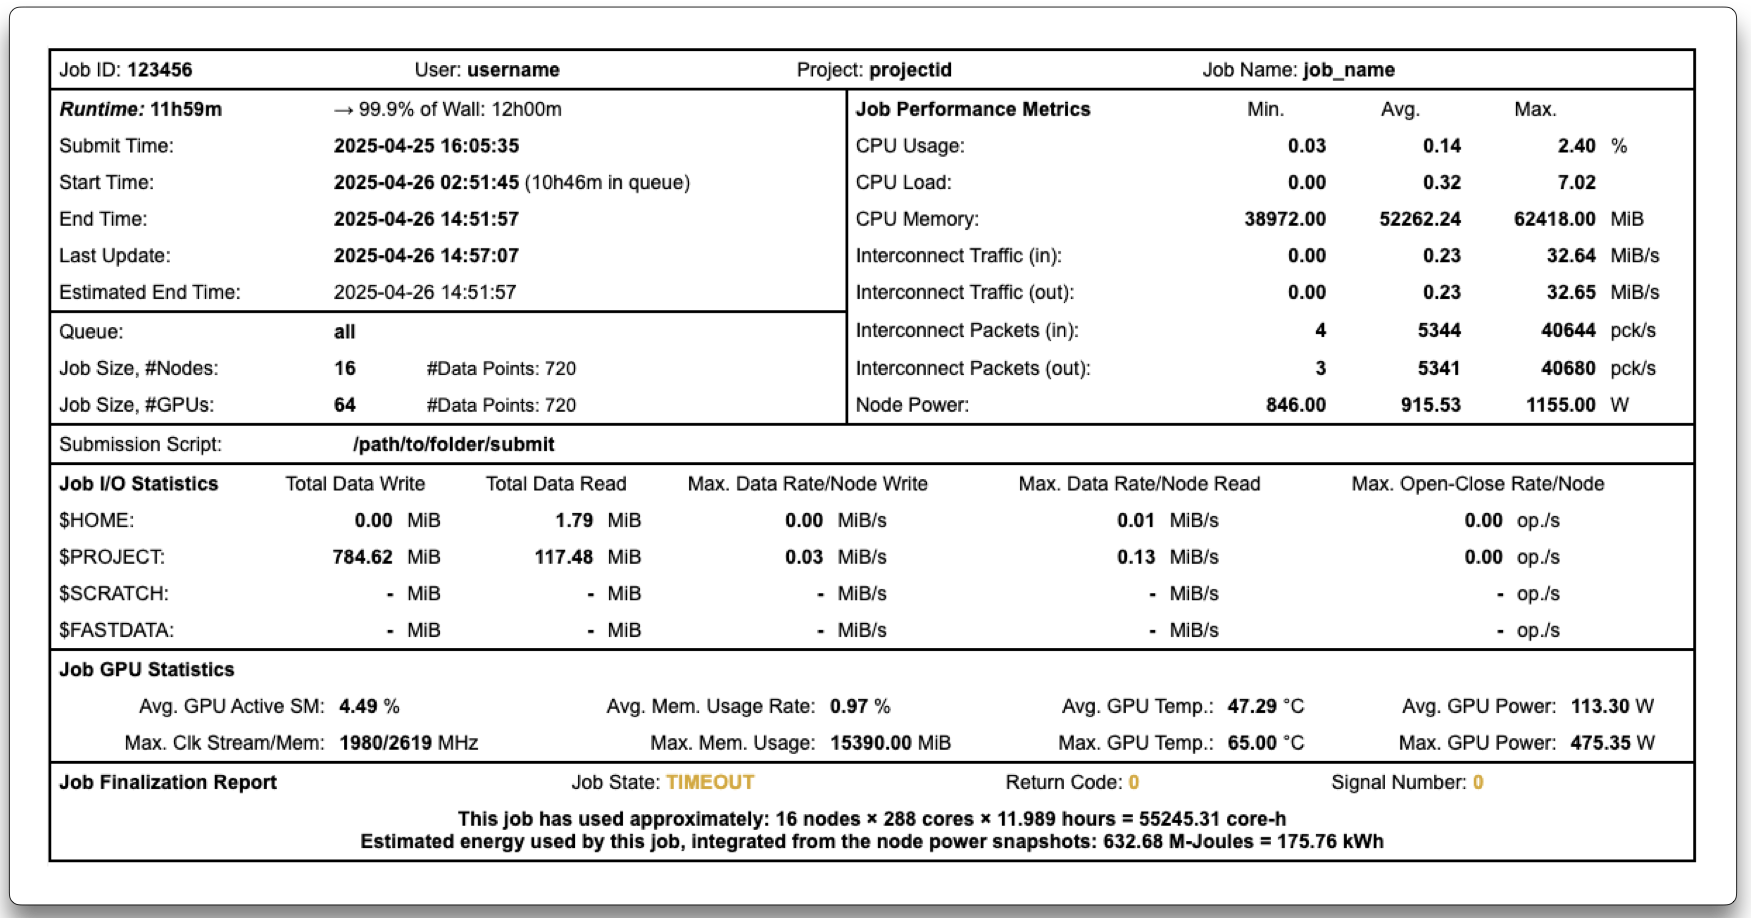 Job ID: 123456 User: username Project: projectid Job Name: job_name
Runtime: 11h59m → 99.9% of Wall: 12h00m
Submit Time: 2025-04-25 16:05:35
Start Time: 2025-04-26 02:51:45 (10h46m in queue)
End Time: 2025-04-26 14:51:57
Last Update: 2025-04-26 14:57:07
Estimated End Time: 2025-04-26 14:51:57
Queue: all
Job Size, #Nodes: 16 #Data Points: 720
Job Size, #GPUs: 64 #Data Points: 720
Job Performance Metrics Min. Avg. Max.
CPU Usage: 0.03 0.14 2.40 %
CPU Load: 0.00 0.32 7.02
CPU Memory: 38972.00 52262.24 62418.00 MiB
Interconnect Traffic (in): 0.00 0.23 32.64 MiB/s
Interconnect Traffic (out): 0.00 0.23 32.65 MiB/s
Interconnect Packets (in): 4 5344 40644 pck/s
Interconnect Packets (out): 3 5341 40680 pck/s
Node Power: 846.00 915.53 1155.00 W
Submission Script: /path/to/folder/submit
Job I/O Statistics Total Data Write Total Data Read Max. Data Rate/Node Write Max. Data Rate/Node Read Max. Open-Close Rate/Node
$HOME: 0.00 MiB 1.79 MiB 0.00 MiB/s 0.01 MiB/s 0.00 op./s
$PROJECT: 784.62 MiB 117.48 MiB 0.03 MiB/s 0.13 MiB/s 0.00 op./s
$SCRATCH: - MiB - MiB - MiB/s - MiB/s - op./s
$FASTDATA: - MiB - MiB - MiB/s - MiB/s - op./s
Job GPU Statistics
Avg. GPU Active SM: 4.49 % Avg. Mem. Usage Rate: 0.97 % Avg. GPU Temp.: 47.29 °C Avg. GPU Power: 113.30 W
Max. Clk Stream/Mem: 1980/2619 MHz Max. Mem. Usage: 15390.00 MiB Max. GPU Temp.: 65.00 °C Max. GPU Power: 475.35 W
Job Finalization Report Job State: TIMEOUT Return Code: 0 Signal Number: 0
This job has used approximately: 16 nodes × 288 cores × 11.989 hours = 55245.31 core-h
Estimated energy used by this job, integrated from the node power snapshots: 632.68 M-Joules = 175.76 kWh